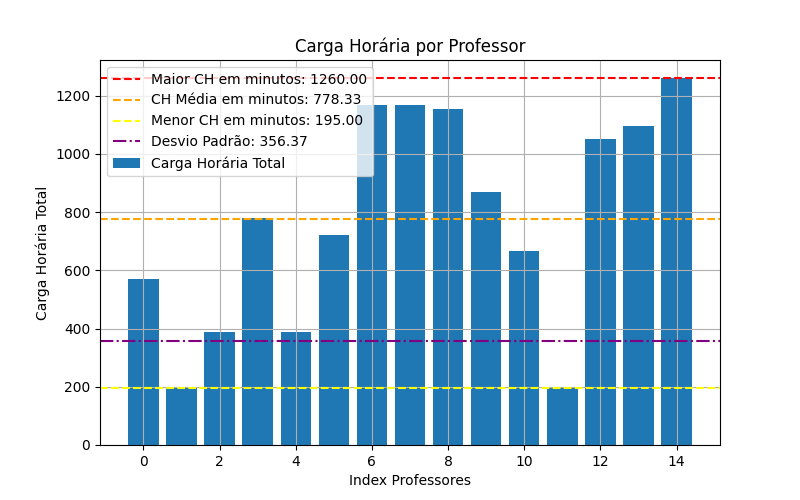 Carga Horária por Professor
Maior CH em minutos: 1260.00
CH Média em minutos: 778.33
Menor CH em minutos: 195.00
Desvio Padrão: 356.37
Carga Horária Total
Carga Horária Total
1200
1000
800
600
400
200
0
0 2 4 6 8 10 12 14
Index Professores